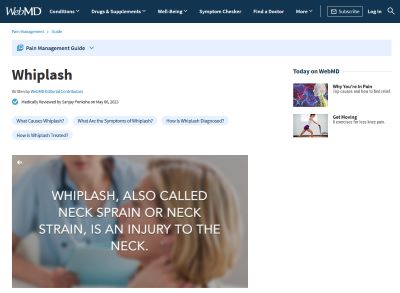 WebMD Conditions Drugs & Supplements Well-Being Symptom Checker Find a Doctor More Subscribe Log In
Pain Management > Guide
Pain Management Guide
Whiplash
Written by WebMD Editorial Contributors
Medically Reviewed by Sanjay Ponkshe on May 06, 2023
What Causes Whiplash? What Are the Symptoms of Whiplash? How Is Whiplash Diagnosed?
How Is Whiplash Treated?
WHIPLASH, ALSO CALLED
NECK SPRAIN OR NECK
STRAIN, IS AN INJURY TO THE
NECK.
Today on WebMD
Why You're In Pain
Top causes and how to find relief.
Get Moving
8 exercises for less knee pain.